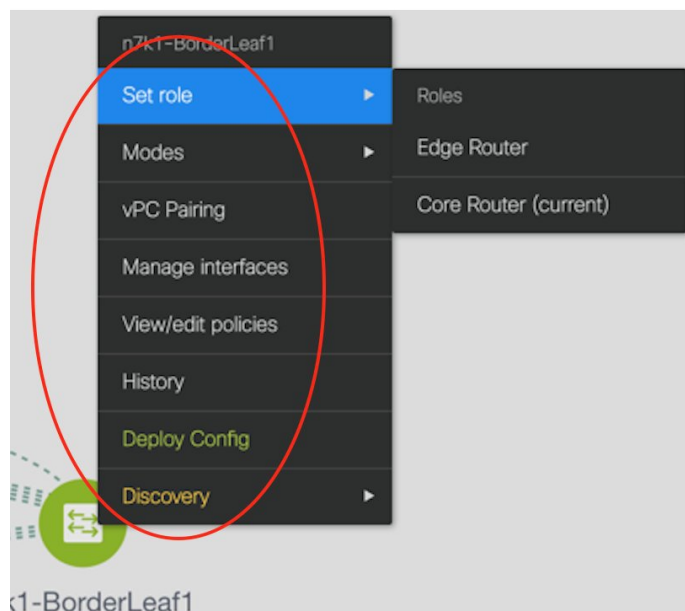 n7k1-BorderLeaf1
Set role
Roles
Modes
Edge Router
vPC Pairing
Core Router (current)
Manage interfaces
View/edit policies
History
Deploy Config
Discovery
k1-BorderLeaf1